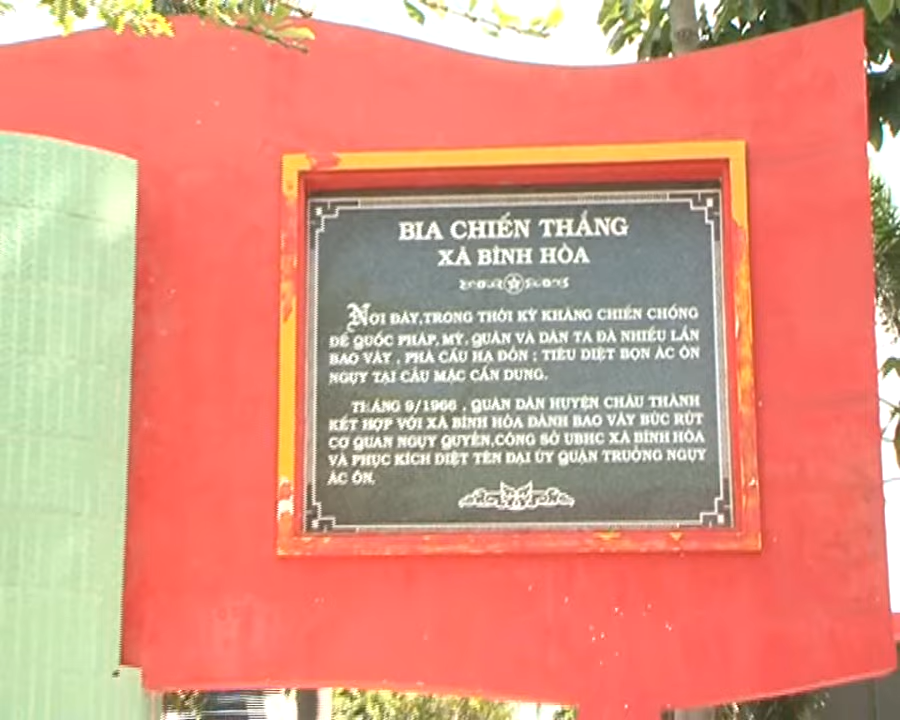 BIA CHIẾN THẮNG
XÃ BÌNH HÒA
NƠI ĐÂY, TRONG THỜI KỲ KHÁNG CHIẾN CHỐNG
ĐẾ QUỐC PHÁP, MỸ. QUÂN VÀ DÂN TA ĐÃ NHIỀU LẦN
BAO VÂY, PHÁ CẦU HẠ ĐỒN; TIÊU DIỆT BỌN ÁC ÔN
NGỤY TẠI CẦU MẶC CẦN DUNG.
THÁNG 9/1966, QUÂN DÂN HUYỆN CHÂU THÀNH
KẾT HỢP VỚI XÃ BÌNH HÒA ĐÁNH BAO VÂY BỨC RÚT
CƠ QUAN NGỤY QUYỀN, CÔNG SỞ UBHC XÃ BÌNH HÒA
VÀ PHỤC KÍCH DIỆT TÊN ĐẠI ÚY QUẬN TRƯỞNG NGỤY
ÁC ÔN.